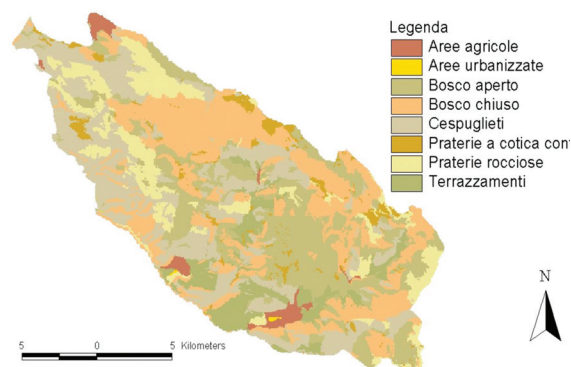 Legenda
Aree agricole
Aree urbanizzate
Bosco aperto
Bosco chiuso
Cespuglieti
Praterie a cotica con
Praterie rocciose
Terrazzamenti
N
5 0 5 Kilometers